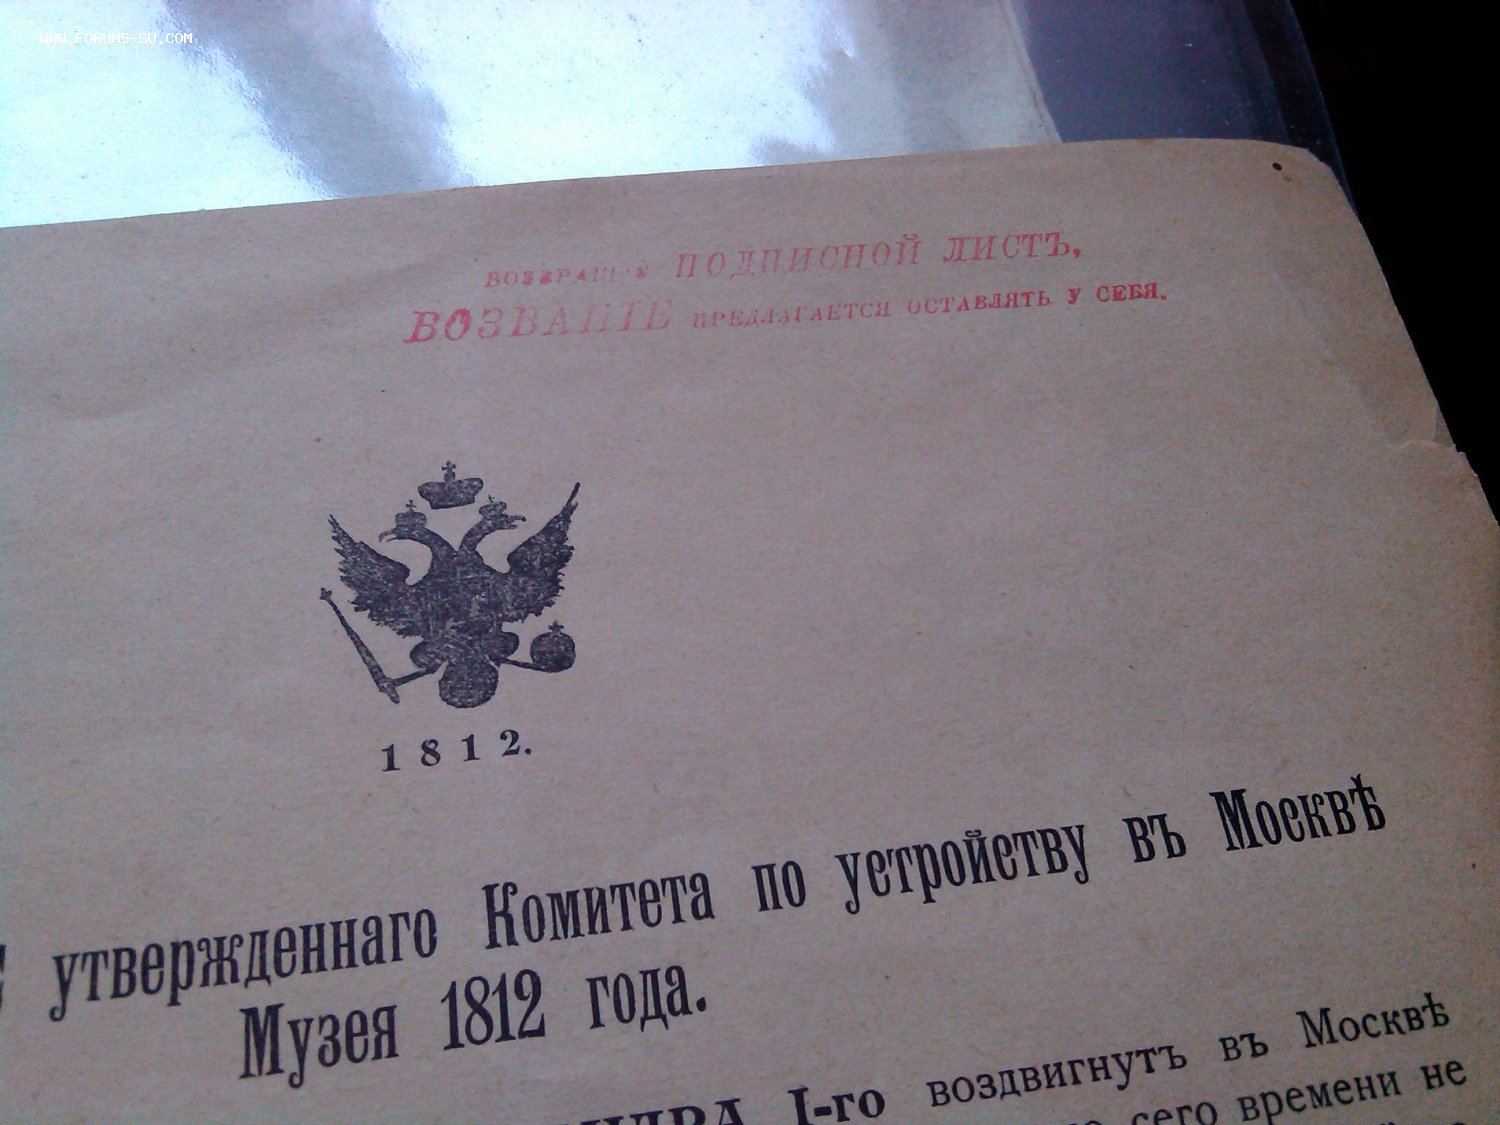 WWW.FORUMS-SU.COM
ПОДПИСНОЙ ЛИСТЪ,
ВОЗВАНІЕ ПРЕДЛАГАЕТСЯ ОСТАВЛЯТЬ У СЕБЯ.
1812.
утвержденнаго Комитета по устройству въ Москвѣ
Музея 1812 года.
I-го воздвигнутъ въ Москвѣ
сего времени не